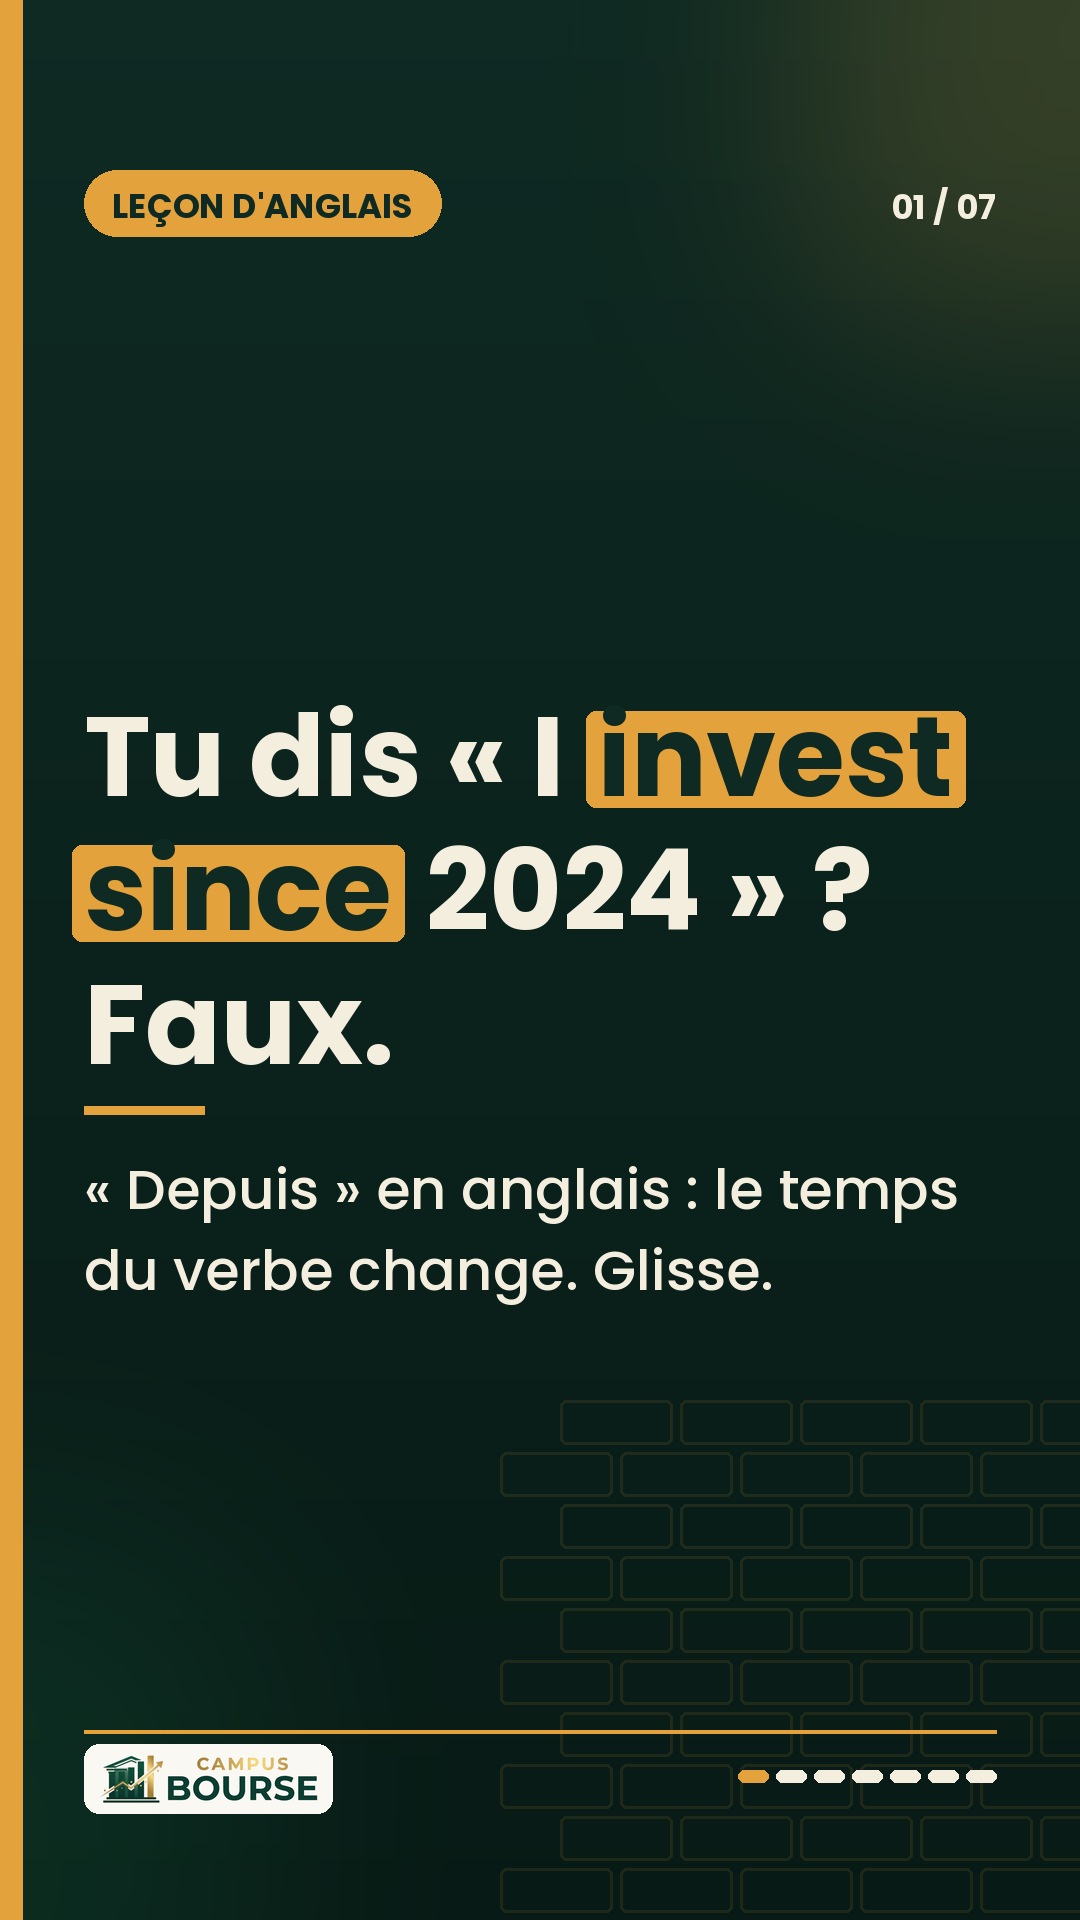 LEÇON D'ANGLAIS
01 / 07
Tu dis « I invest
since 2024 » ?
Faux.
« Depuis » en anglais : le temps
du verbe change. Glisse.
CAMPUS
BOURSE